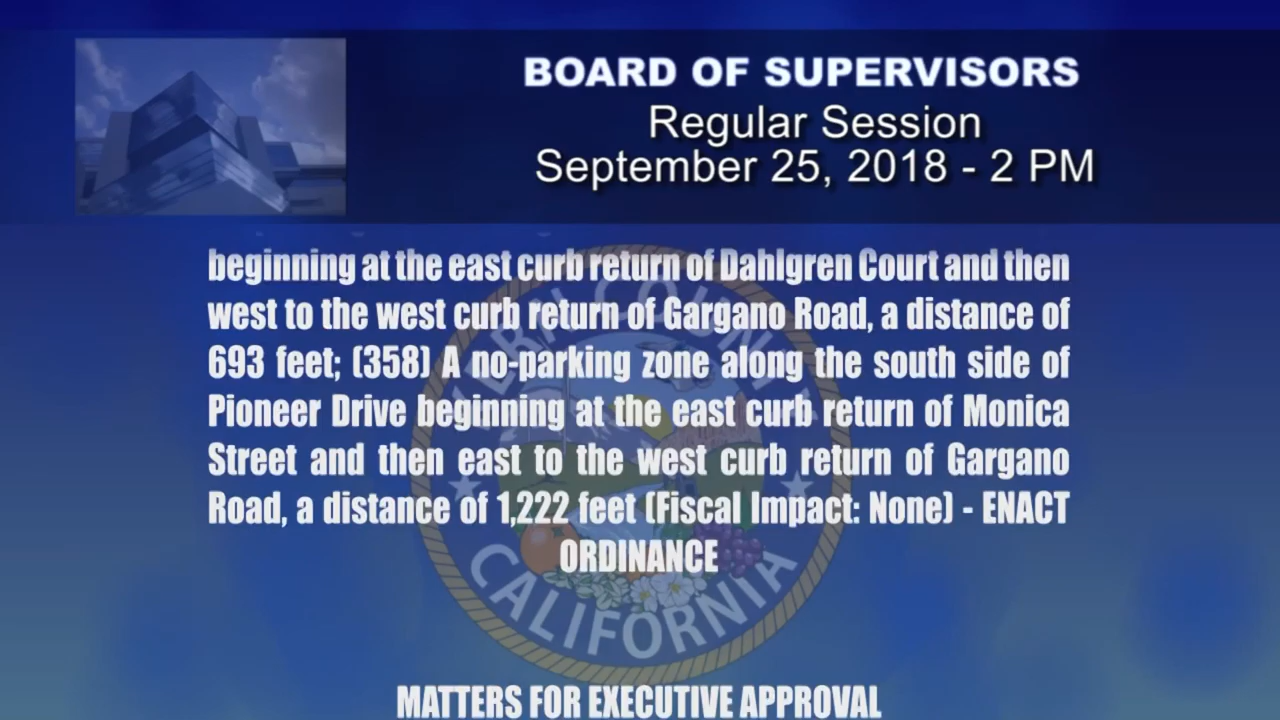 BOARD OF SUPERVISORS
Regular Session
September 25, 2018 - 2 PM
beginning at the east curb return of Dahlgren Court and then
west to the west curb return of Gargano Road, a distance of
693 feet; (358) A no-parking zone along the south side of
Pioneer Drive beginning at the east curb return of Monica
Street and then east to the west curb return of Gargano
Road, a distance of 1,222 feet (Fiscal Impact: None) - ENACT
ORDINANCE
KERN COUNTY
CALIFORNIA
MATTERS FOR EXECUTIVE APPROVAL